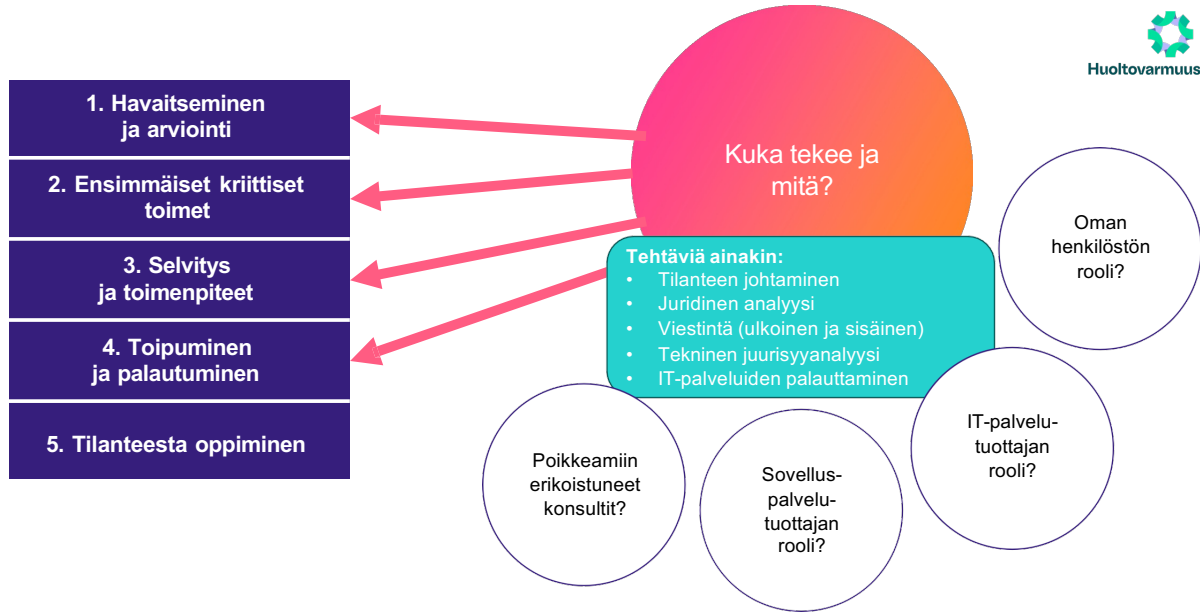 Huoltovarmuus
1. Havaitseminen
ja arviointi
2. Ensimmäiset kriittiset
toimet
3. Selvitys
ja toimenpiteet
4. Toipuminen
ja palautuminen
5. Tilanteesta oppiminen
Kuka tekee ja
mitä?
Tehtäviä ainakin:
• Tilanteen johtaminen
• Juridinen analyysi
• Viestintä (ulkoinen ja sisäinen)
• Tekninen juurisyyanalyysi
• IT-palveluiden palauttaminen
Oman
henkilöstön
rooli?
IT-palvelu-
tuottajan
rooli?
Sovellus-
palvelu-
tuottajan
rooli?
Poikkeamiin
erikoistuneet
konsultit?